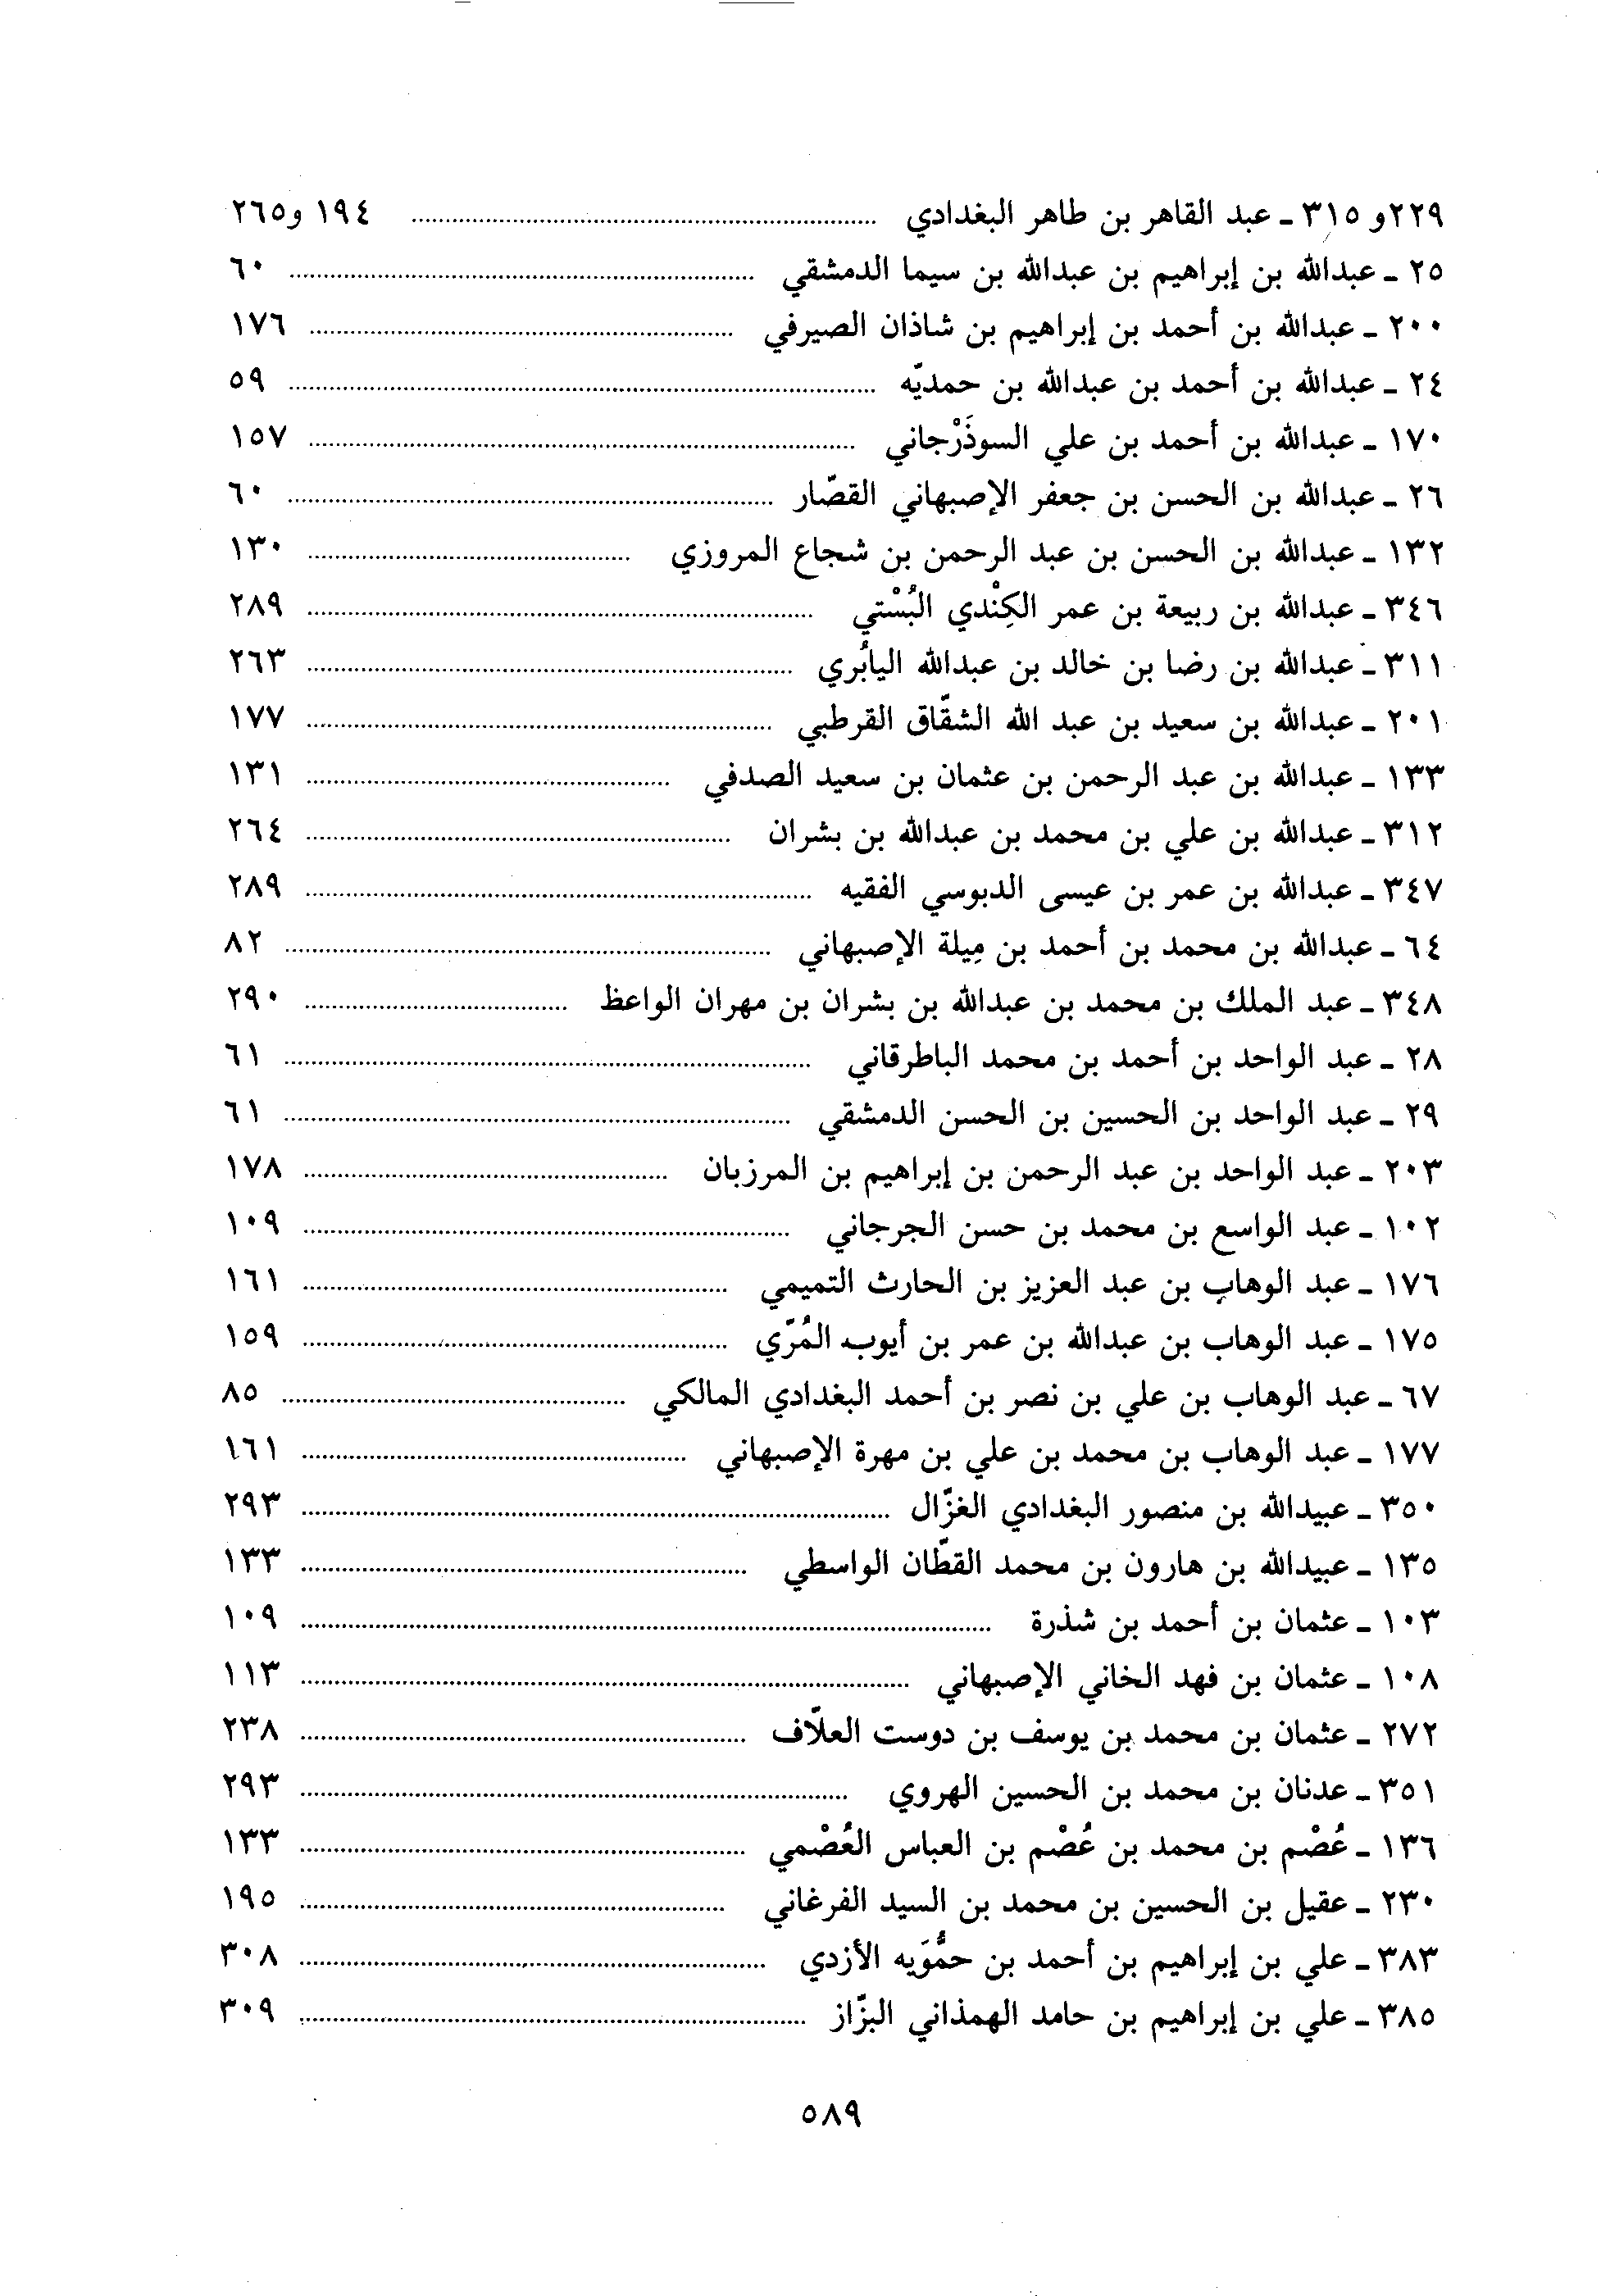 ٢٢٩و ٣١٥ ـ عبد القاهر بن طاهر البغدادي ........ ١٩٤ و٢٦٥
٢٥ ـ عبدالله بن إبراهيم بن عبدالله بن سيما الدمشقي ........ ٦٠
٢٠٠ ـ عبدالله بن أحمد بن إبراهيم بن شاذان الصيرفي ........ ١٧٦
٢٤ ـ عبدالله بن أحمد بن عبدالله بن حمديّه ........ ٥٩
١٧٠ ـ عبدالله بن أحمد بن علي السوذَرْجاني ........ ١٥٧
٢٦ ـ عبدالله بن الحسن بن جعفر الإصبهاني القصّار ........ ٦٠
١٣٢ ـ عبدالله بن الحسن بن عبد الرحمن بن شجاع المروزي ........ ١٣٠
٣٤٦ ـ عبدالله بن ربيعة بن عمر الكِنْدي البُسْتي ........ ٢٨٩
٣١١ ـ عبدالله بن رضا بن خالد بن عبدالله اليابُري ........ ٢٦٣
٢٠١ ـ عبدالله بن سعيد بن عبد الله الشقّاق القرطبي ........ ١٧٧
١٣٣ ـ عبدالله بن عبد الرحمن بن عثمان بن سعيد الصدفي ........ ١٣١
٣١٢ ـ عبدالله بن علي بن محمد بن عبدالله بن بشران ........ ٢٦٤
٣٤٧ ـ عبدالله بن عمر بن عيسى الدبوسي الفقيه ........ ٢٨٩
٦٤ ـ عبدالله بن محمد بن أحمد بن مِيلة الإصبهاني ........ ٨٢
٣٤٨ ـ عبد الملك بن محمد بن عبدالله بن بشران بن مهران الواعظ ........ ٢٩٠
٢٨ ـ عبد الواحد بن أحمد بن محمد الباطرقاني ........ ٦١
٢٩ ـ عبد الواحد بن الحسين بن الحسن الدمشقي ........ ٦١
٢٠٣ ـ عبد الواحد بن عبد الرحمن بن إبراهيم بن المرزبان ........ ١٧٨
١٠٢ ـ عبد الواسع بن محمد بن حسن الجرجاني ........ ١٠٩
١٧٦ ـ عبد الوهاب بن عبد العزيز بن الحارث التميمي ........ ١٦١
١٧٥ ـ عبد الوهاب بن عبدالله بن عمر بن أيوب المُرّي ........ ١٥٩
٦٧ ـ عبد الوهاب بن علي بن نصر بن أحمد البغدادي المالكي ........ ٨٥
١٧٧ ـ عبد الوهاب بن محمد بن علي بن مهرة الإصبهاني ........ ١٦١
٣٥٠ ـ عبيدالله بن منصور البغدادي الغزّال ........ ٢٩٣
١٣٥ ـ عبيدالله بن هارون بن محمد القطّان الواسطي ........ ١٣٣
١٠٣ ـ عثمان بن أحمد بن شذرة ........ ١٠٩
١٠٨ ـ عثمان بن فهد الخاني الإصبهاني ........ ١١٣
٢٧٢ ـ عثمان بن محمد بن يوسف بن دوست العلّاف ........ ٢٣٨
٣٥١ ـ عدنان بن محمد بن الحسين الهروي ........ ٢٩٣
١٣٦ ـ عُصْم بن محمد بن عُصْم بن العباس العُصْمي ........ ١٣٣
٢٣٠ ـ عقيل بن الحسين بن محمد بن السيد الفرغاني ........ ١٩٥
٣٨٣ ـ علي بن إبراهيم بن أحمد بن حمُّوَيه الأزدي ........ ٣٠٨
٣٨٥ ـ علي بن إبراهيم بن حامد الهمذاني البزّاز ........ ٣٠٩
٥٨٩